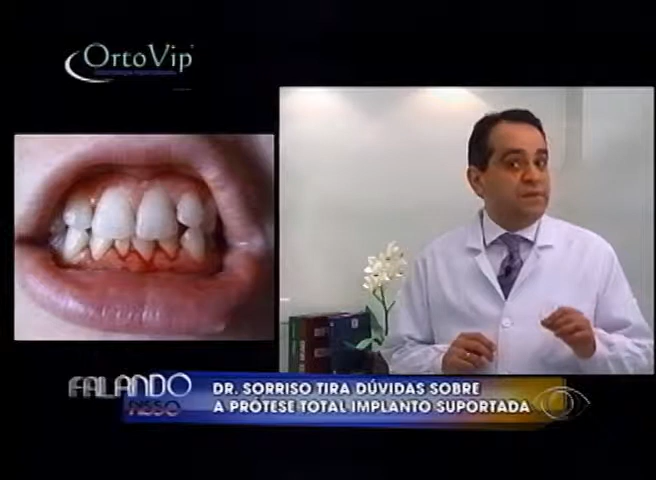 OrtoVip
FALANDO
NISSO
DR. SORRISO TIRA DÚVIDAS SOBRE
A PRÓTESE TOTAL IMPLANTO SUPORTADA